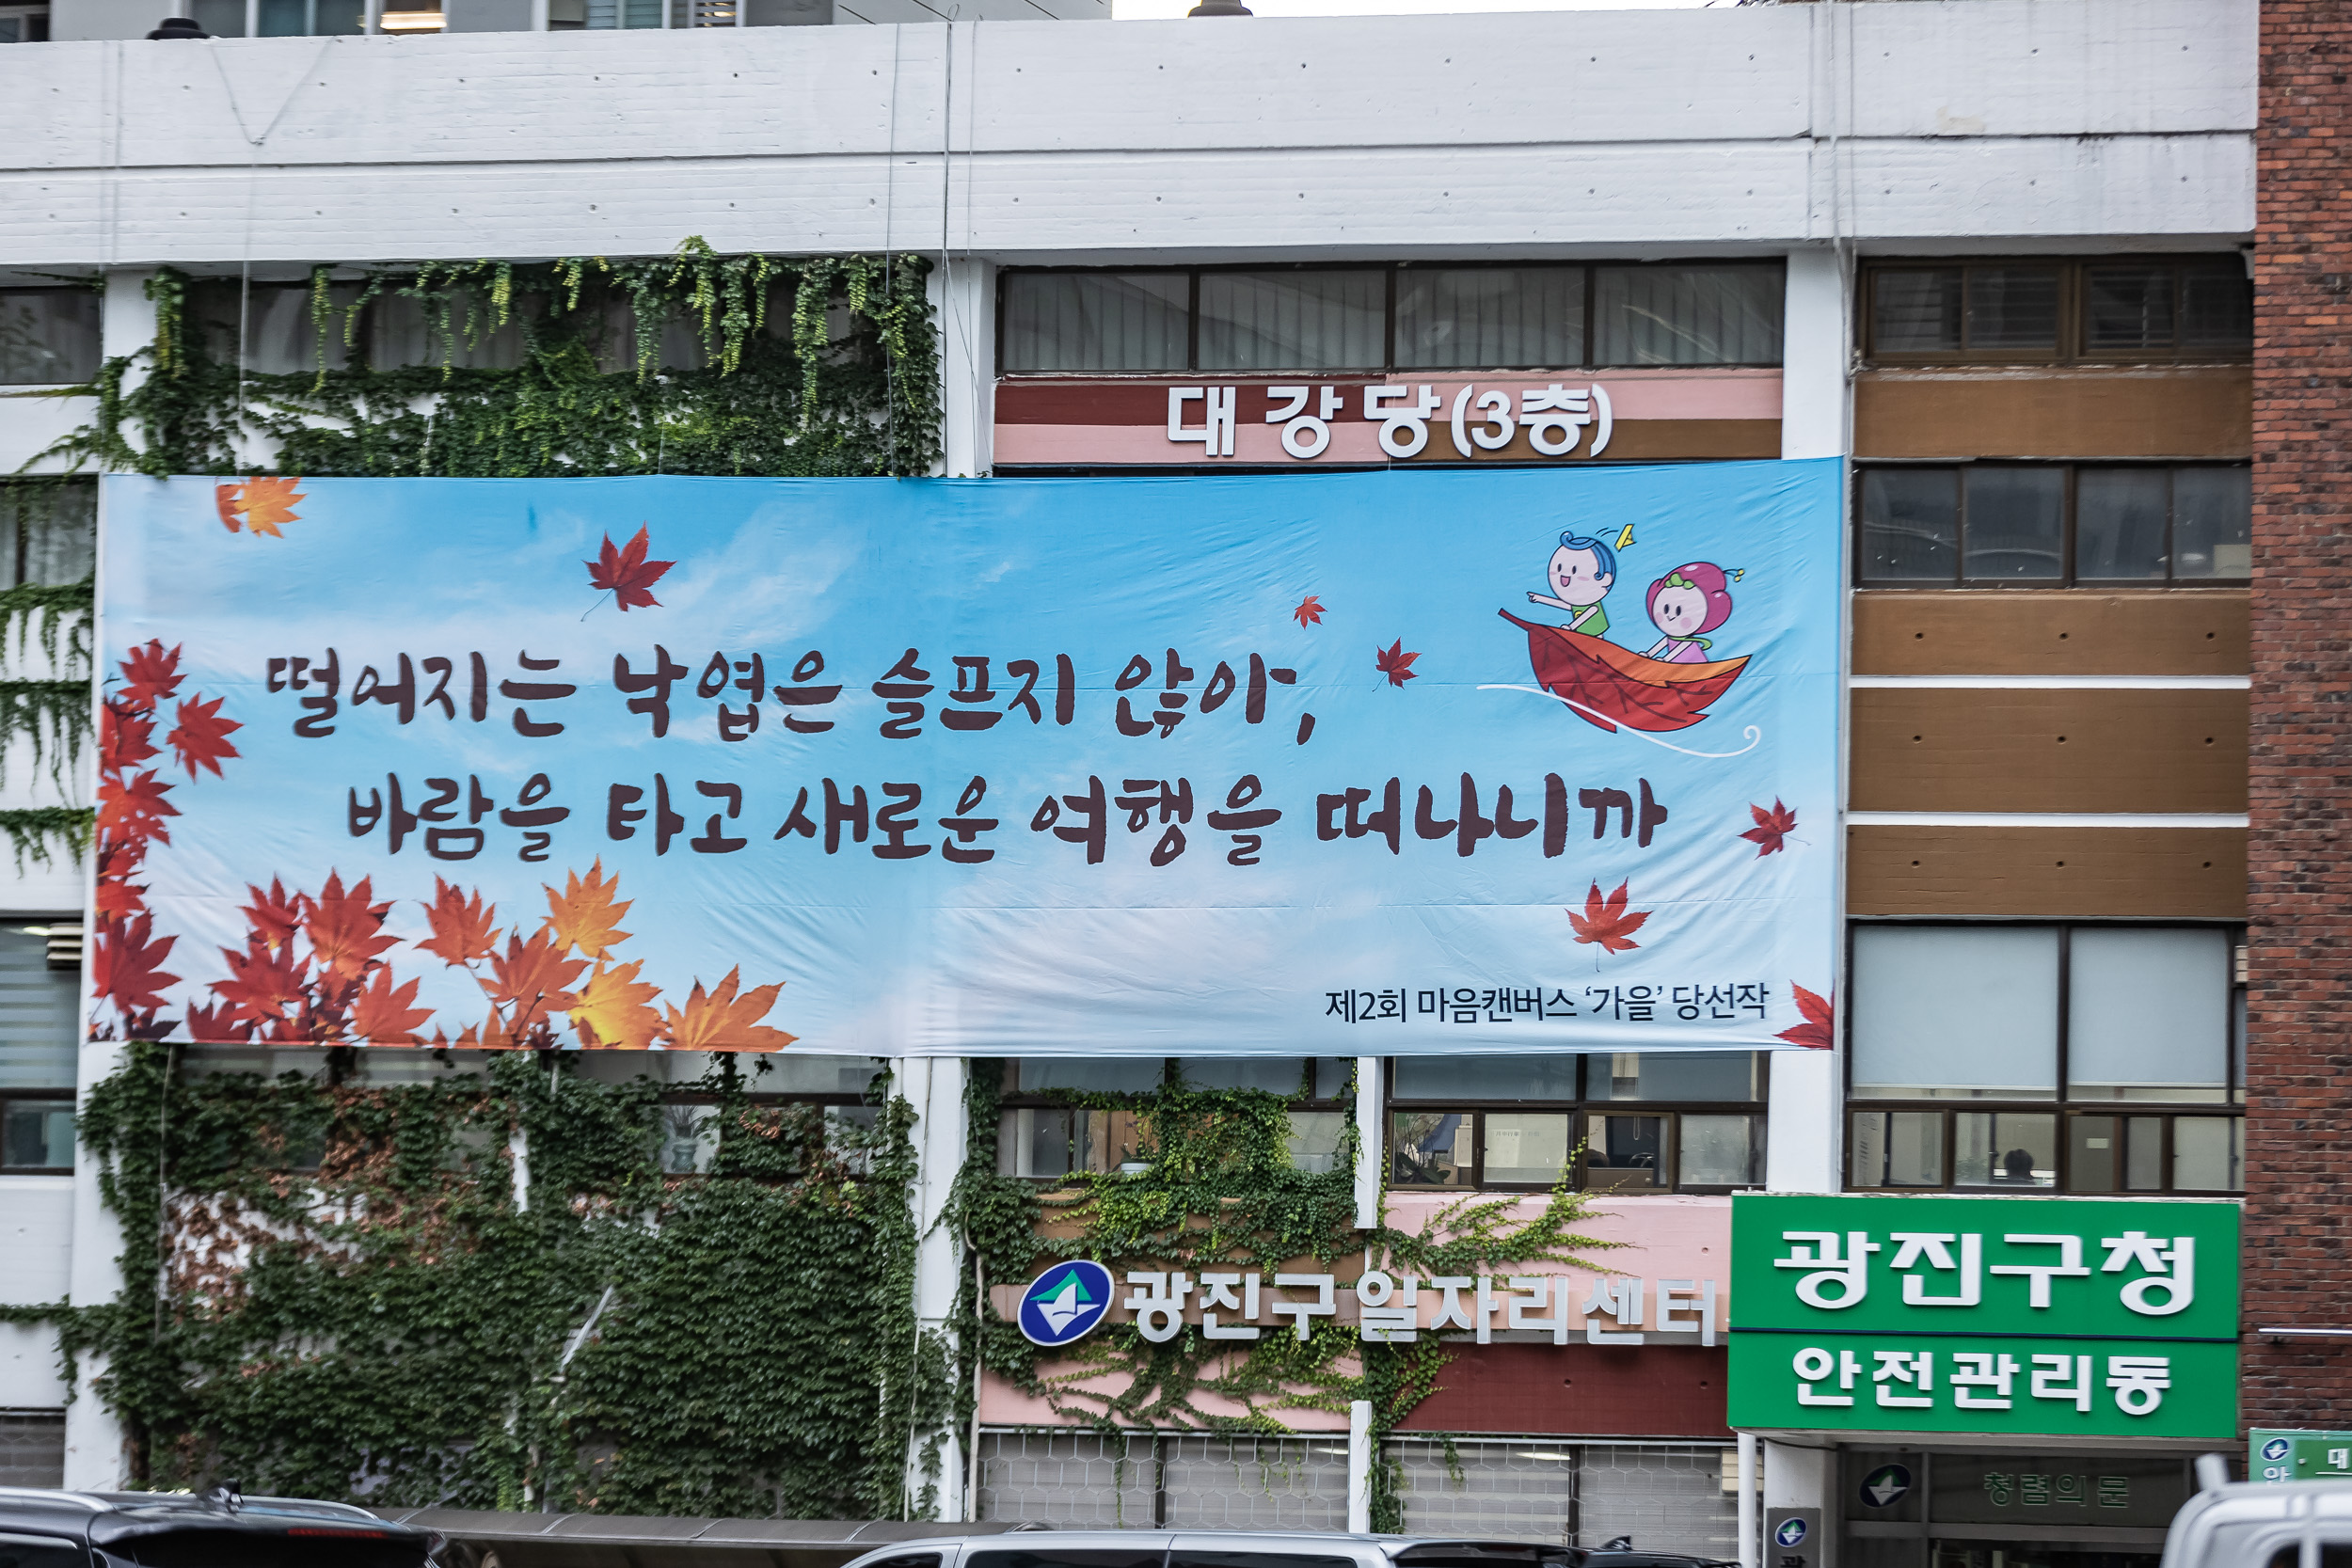 대강당(3층)
떨어지는 낙엽은 슬프지 않아,
바람을 타고 새로운 여행을 떠나니까
제2회 마음캔버스 ‘가을’ 당선작
광진구일자리센터
광진구청
안전관리동
청렴의 문